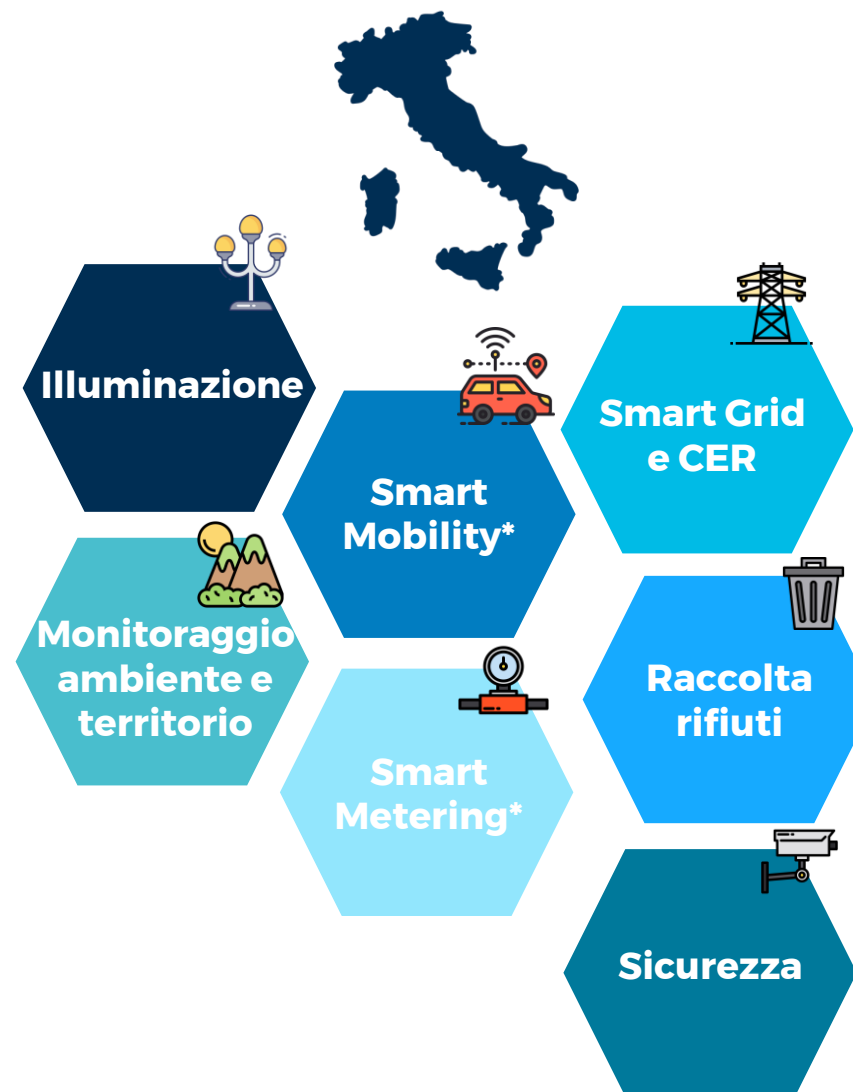 Illuminazione
Smart Grid
e CER
Smart
Mobility*
Monitoraggio
ambiente e
territorio
Raccolta
rifiuti
Smart
Metering*
Sicurezza